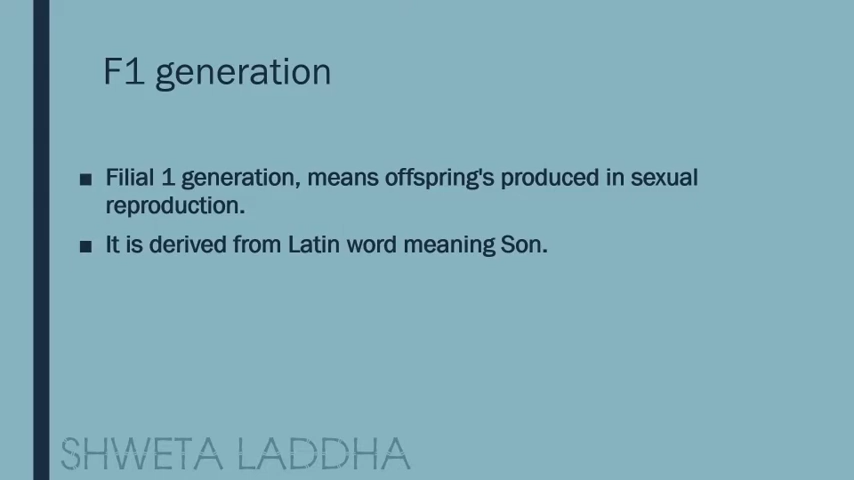 F1 generation
■ Filial 1 generation, means offspring's produced in sexual
reproduction.
■ It is derived from Latin word meaning Son.
SHWETA LADDHA